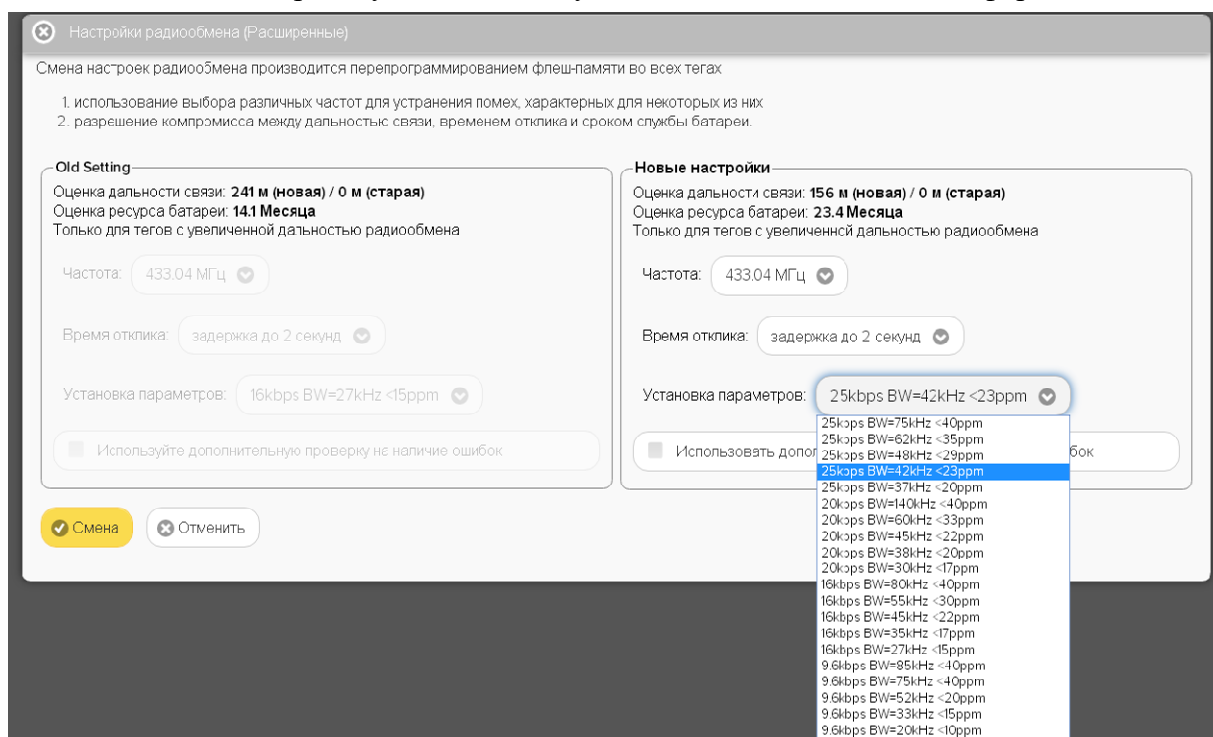 Настройки радиообмена (Расширенные)
Смена настроек радиообмена производится перепрограммированием флеш-памяти во всех тегах
1. использование выбора различных частот для устранения помех, характерных для некоторых из них
2. разрешение компромисса между дальностью связи, временем отклика и сроком службы батареи.
Old Setting
Оценка дальности связи: 241 м (новая) / 0 м (старая)
Оценка ресурса батареи: 14.1 Месяца
Только для тегов с увеличенной дальностью радиообмена
Частота: 433.04 МГц
Время отклика: задержка до 2 секунд
Установка параметров: 16kbps BW=27kHz <15ppm
Используйте дополнительную проверку на наличие ошибок
Новые настройки
Оценка дальности связи: 156 м (новая) / 0 м (старая)
Оценка ресурса батареи: 23.4 Месяца
Только для тегов с увеличенной дальностью радиообмена
Частота: 433.04 МГц
Время отклика: задержка до 2 секунд
Установка параметров: 25kbps BW=42kHz <23ppm
Использовать
25kbps BW=75kHz <40ppm
25kbps BW=62kHz <35ppm
25kbps BW=48kHz <29ppm
25kbps BW=42kHz <23ppm
25kbps BW=37kHz <20ppm
20kbps BW=140kHz <40ppm
20kbps BW=60kHz <33ppm
20kbps BW=45kHz <22ppm
20kbps BW=38kHz <20ppm
20kbps BW=30kHz <17ppm
16kbps BW=80kHz <40ppm
16kbps BW=55kHz <30ppm
16kbps BW=45kHz <22ppm
16kbps BW=35kHz <17ppm
16kbps BW=27kHz <15ppm
9.6kbps BW=85kHz <40ppm
9.6kbps BW=75kHz <40ppm
9.6kbps BW=52kHz <20ppm
9.6kbps BW=33kHz <15ppm
9.6kbps BW=20kHz <10ppm
Смена
Отменить